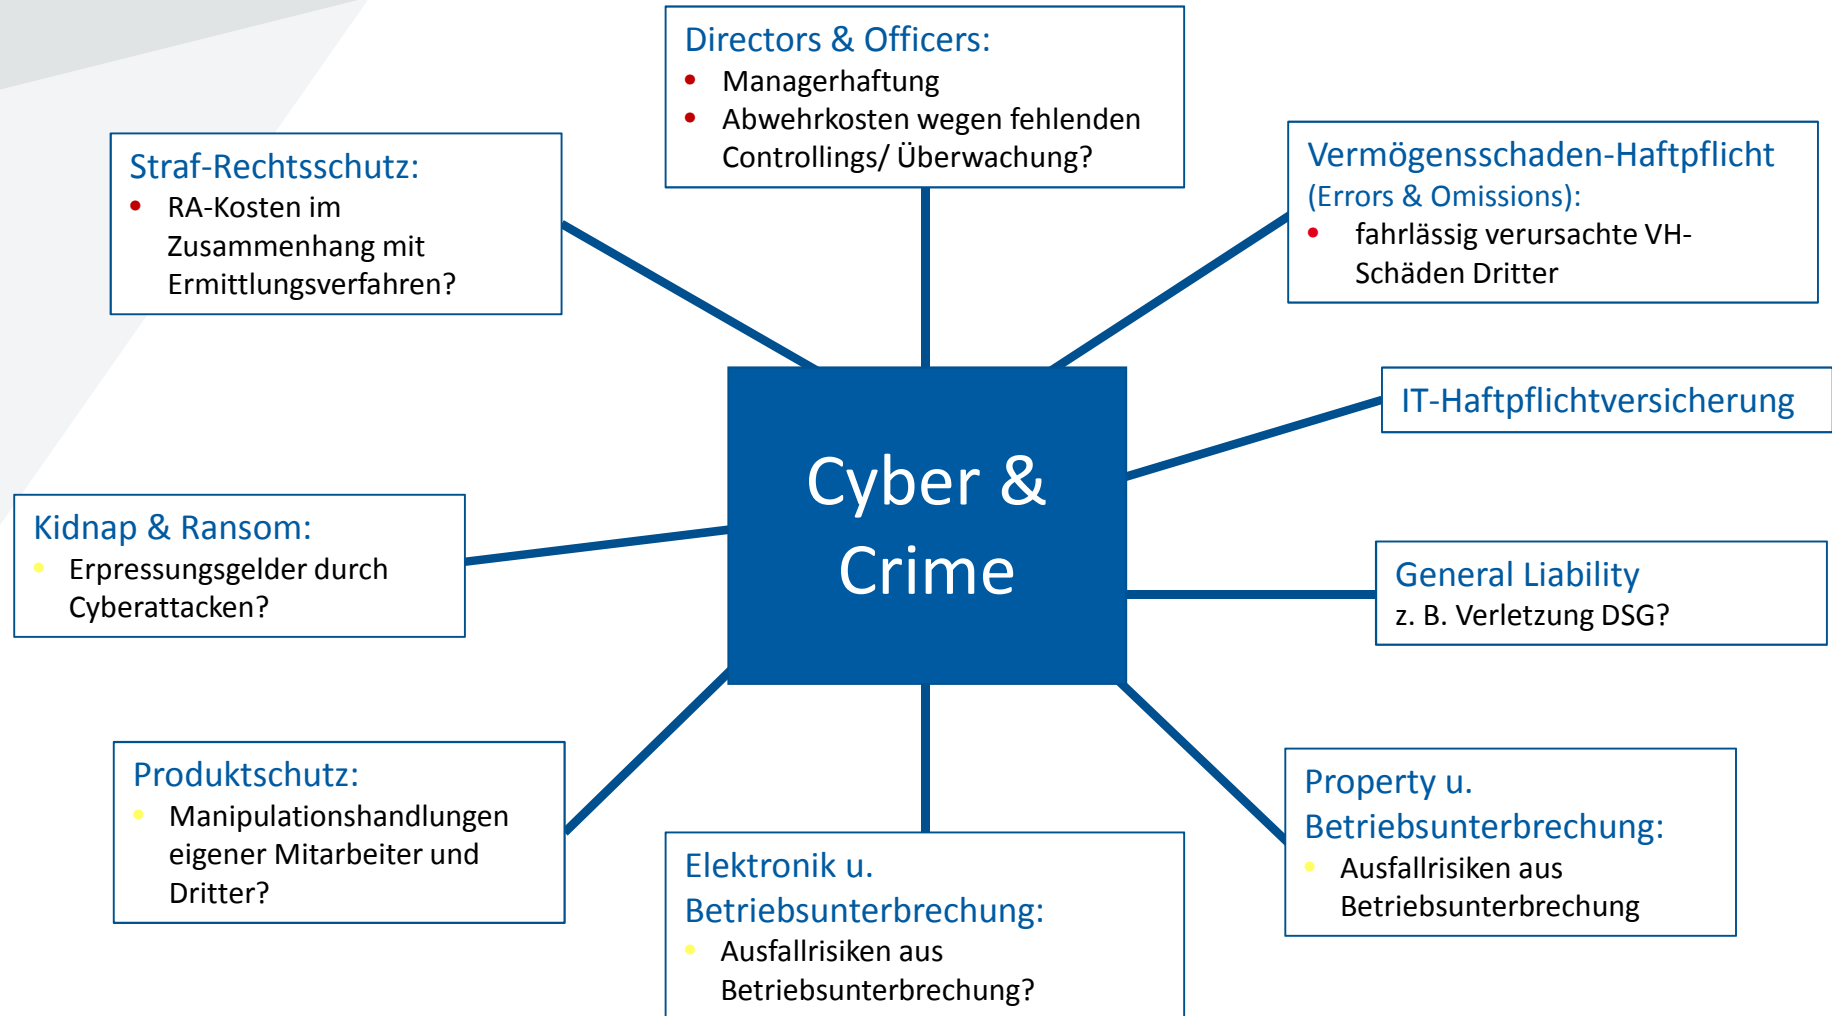 Directors & Officers:
• Managerhaftung
• Abwehrkosten wegen fehlenden
Controllings/ Überwachung?
Straf-Rechtsschutz:
• RA-Kosten im
Zusammenhang mit
Ermittlungsverfahren?
Vermögensschaden-Haftpflicht
(Errors & Omissions):
• fahrlässig verursachte VH-
Schäden Dritter
IT-Haftpflichtversicherung
Cyber &
Crime
Kidnap & Ransom:
• Erpressungsgelder durch
Cyberattacken?
General Liability
z. B. Verletzung DSG?
Produktschutz:
• Manipulationshandlungen
eigener Mitarbeiter und
Dritter?
Elektronik u.
Betriebsunterbrechung:
• Ausfallrisiken aus
Betriebsunterbrechung?
Property u.
Betriebsunterbrechung:
• Ausfallrisiken aus
Betriebsunterbrechung